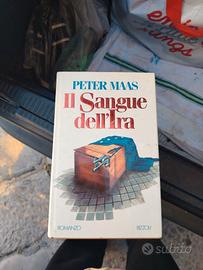 PETER MAAS
Il Sangue
dell'Ira
ROMANZO
RIZZOLI
subito